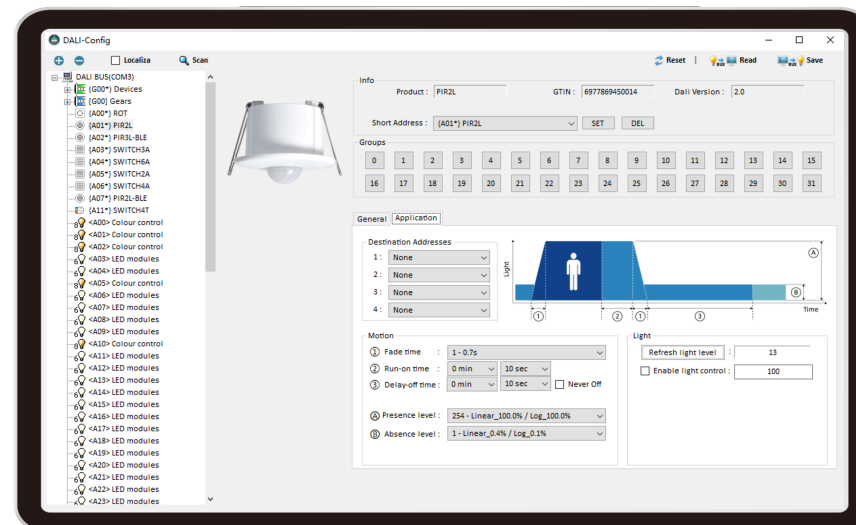 DALI-Config
Localiza Scan Reset | Read Save
DALI BUS(COM3)
{G00*} Devices
[G00] Gears
{A00*} ROT
{A01*} PIR2L
{A02*} PIR3L-BLE
{A03*} SWITCH3A
{A04*} SWITCH6A
{A05*} SWITCH2A
{A06*} SWITCH4A
{A07*} PIR2L-BLE
{A11*} SWITCH4T
<A00> Colour control
<A01> Colour control
<A02> Colour control
<A03> LED modules
<A04> LED modules
<A05> Colour control
<A06> LED modules
<A07> LED modules
<A08> LED modules
<A09> LED modules
<A10> Colour control
<A11> LED modules
<A12> LED modules
<A13> LED modules
<A14> LED modules
<A15> LED modules
<A16> LED modules
<A17> LED modules
<A18> LED modules
<A19> LED modules
<A20> LED modules
<A21> LED modules
<A22> LED modules
<A23> LED modules
Info
Product : PIR2L GTIN : 6977869450014 Dali Version : 2.0
Short Address : {A01*} PIR2L SET DEL
Groups
0 1 2 3 4 5 6 7 8 9 10 11 12 13 14 15
16 17 18 19 20 21 22 23 24 25 26 27 28 29 30 31
General Application
Destination Addresses
1 : None
2 : None
3 : None
4 : None
Light
A
B
1 2 1 3
Time
Motion
1 Fade time : 1 - 0.7s
2 Run-on time : 0 min 10 sec
3 Delay-off time : 0 min 10 sec Never Off
A Presence level : 254 - Linear_100.0% / Log_100.0%
B Absence level : 1 - Linear_0.4% / Log_0.1%
Light
Refresh light level : 13
Enable light control : 100